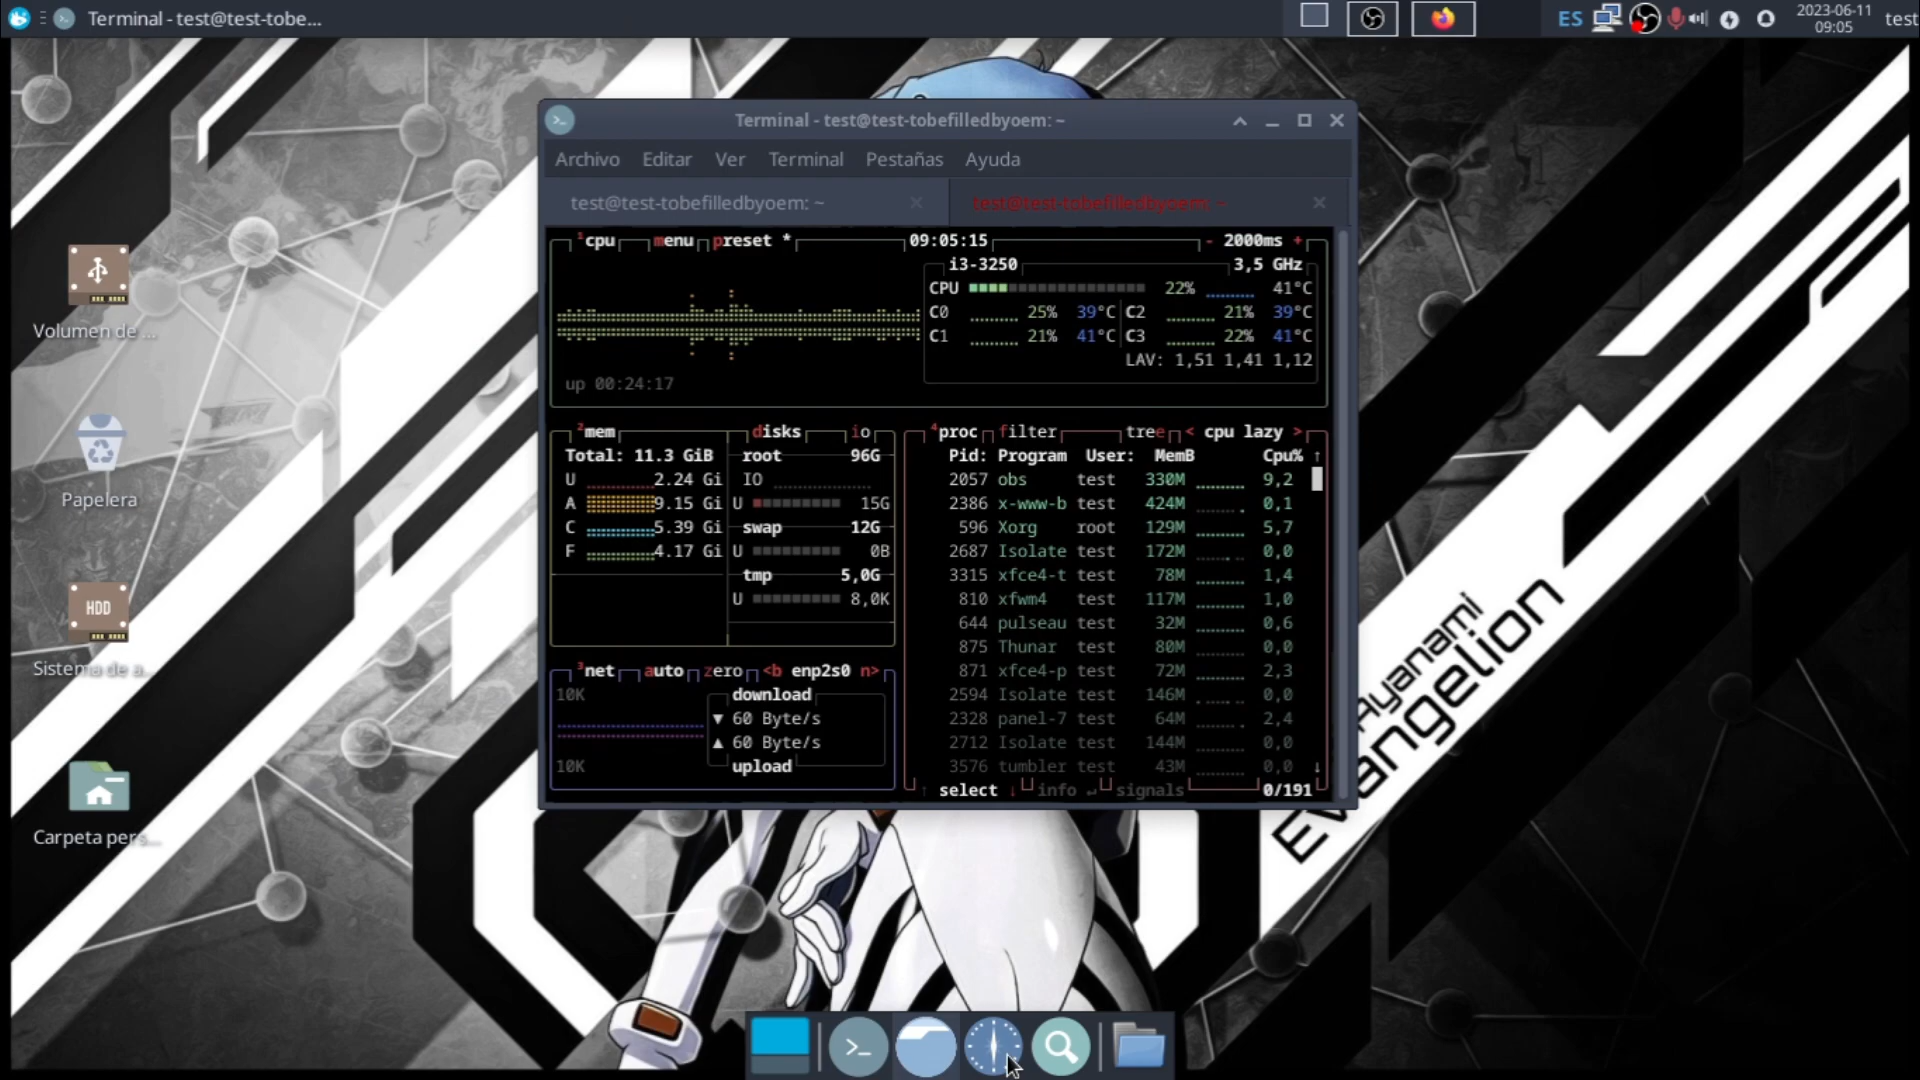 Terminal - test@test-tobe...
ES
2023-06-11
09:05
test
Terminal - test@test-tobefilledbyoem: ~
Archivo Editar Ver Terminal Pestañas Ayuda
test@test-tobefilledbyoem: ~
test@test-tobefilledbyoem: ~
¹cpu menu preset * 09:05:15 - 2000ms +
i3-3250 3,5 GHz
CPU 22% 41°C
C0 25% 39°C C2 21% 39°C
C1 21% 41°C C3 22% 41°C
LAV: 1,51 1,41 1,12
up 00:24:17
²mem disks io
Total: 11.3 GiB root 96G
U 2.24 Gi IO
A 9.15 Gi U 15G
C 5.39 Gi swap 12G
F 4.17 Gi U 0B
tmp 5,0G
U 8,0K
³net auto zero <b enp2s0 n>
10K download
▼ 60 Byte/s
▲ 60 Byte/s
10K upload
⁴proc filter tree < cpu lazy >
Pid: Program User: MemB Cpu% ↑
2057 obs test 330M 9,2
2386 x-www-b test 424M 0,1
596 Xorg root 129M 5,7
2687 Isolate test 172M 0,0
3315 xfce4-t test 78M 1,4
810 xfwm4 test 117M 1,0
644 pulseau test 32M 0,6
875 Thunar test 80M 0,0
871 xfce4-p test 72M 2,3
2594 Isolate test 146M 0,0
2328 panel-7 test 64M 2,4
2712 Isolate test 144M 0,0
3576 tumbler test 43M 0,0 ↓
↑ select ↓ info ↵ signals 0/191
Volumen de ...
Papelera
HDD
Sistema de a...
Carpeta pers...
Ayanami
Evangelion